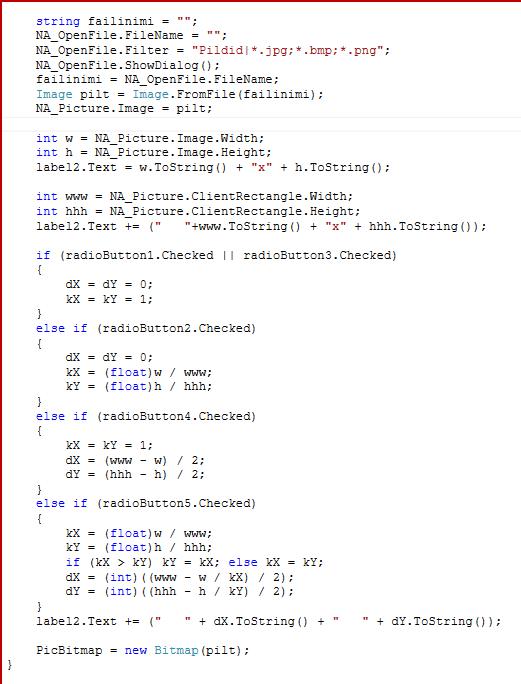 string failinimi = "";
NA_OpenFile.FileName = "";
NA_OpenFile.Filter = "Pildid|*.jpg;*.bmp;*.png";
NA_OpenFile.ShowDialog();
failinimi = NA_OpenFile.FileName;
Image pilt = Image.FromFile(failinimi);
NA_Picture.Image = pilt;
int w = NA_Picture.Image.Width;
int h = NA_Picture.Image.Height;
label2.Text = w.ToString() + "x" + h.ToString();
int www = NA_Picture.ClientRectangle.Width;
int hhh = NA_Picture.ClientRectangle.Height;
label2.Text += ("   "+www.ToString() + "x" + hhh.ToString());
if (radioButton1.Checked || radioButton3.Checked)
{
dX = dY = 0;
kX = kY = 1;
}
else if (radioButton2.Checked)
{
dX = dY = 0;
kX = (float)w / www;
kY = (float)h / hhh;
}
else if (radioButton4.Checked)
{
kX = kY = 1;
dX = (www - w) / 2;
dY = (hhh - h) / 2;
}
else if (radioButton5.Checked)
{
kX = (float)w / www;
kY = (float)h / hhh;
if (kX > kY) kY = kX; else kX = kY;
dX = (int)((www - w / kX) / 2);
dY = (int)((hhh - h / kY) / 2);
}
label2.Text += ("   " + dX.ToString() + "   " + dY.ToString());
PicBitmap = new Bitmap(pilt);
}